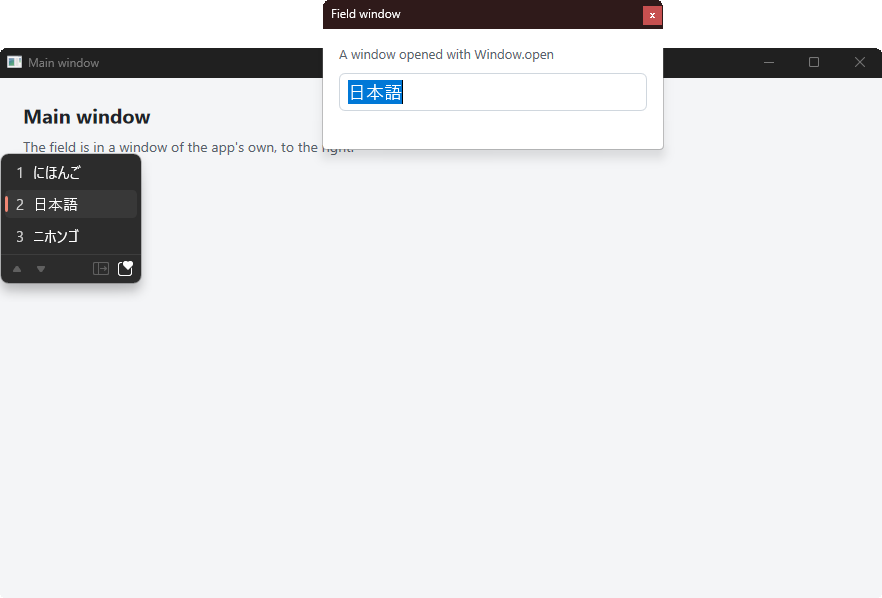 Field window
x
A window opened with Window.open
日本語
Main window
Main window
The field is in a window of the app's own, to the right.
1 にほんご
2 日本語
3 ニホンゴ